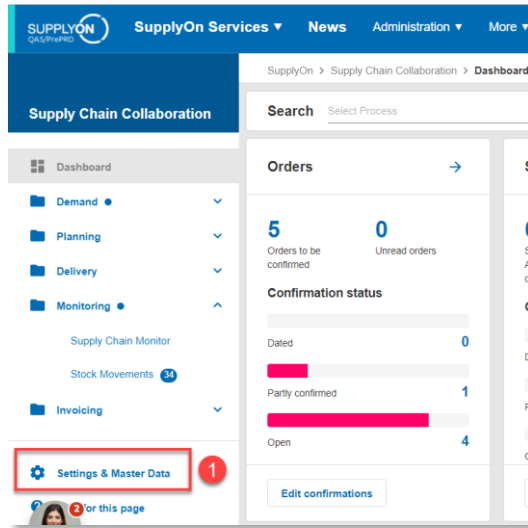 SUPPLYON
QAS/PrePRD
SupplyOn Services ▾
News
Administration ▾
More ▾
SupplyOn > Supply Chain Collaboration > Dashboard
Supply Chain Collaboration
Search Select Process
Dashboard
Demand
Planning
Delivery
Monitoring
Supply Chain Monitor
Stock Movements 34
Invoicing
Settings & Master Data
1
2
for this page
Orders →
5
Orders to be
confirmed
0
Unread orders
Confirmation status
Dated 0
Partly confirmed 1
Open 4
Edit confirmations